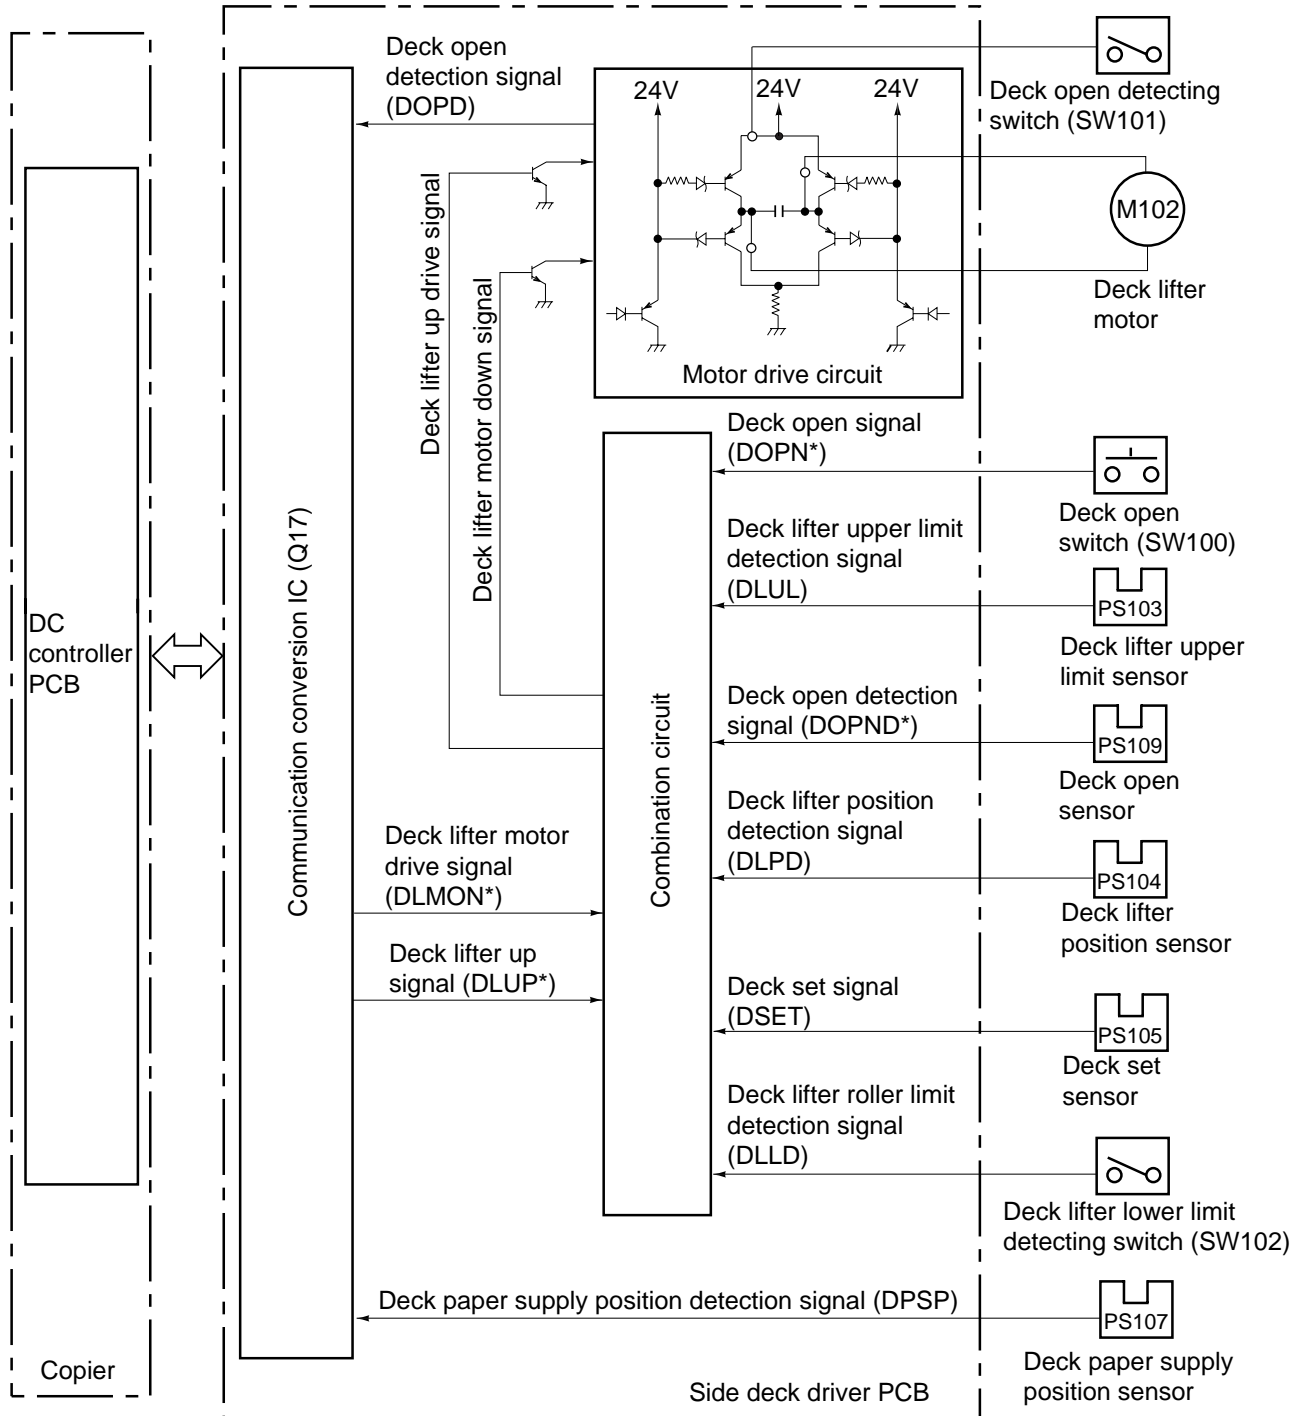 Deck open
detection signal
(DOPD)
24V
24V
24V
Deck open detecting
switch (SW101)
M102
Deck lifter
motor
Motor drive circuit
Deck lifter up drive signal
Deck lifter motor down signal
Communication conversion IC (Q17)
Combination circuit
Deck open signal
(DOPN*)
Deck open
switch (SW100)
Deck lifter upper limit
detection signal
(DLUL)
PS103
Deck lifter upper
limit sensor
DC
controller
PCB
Deck open detection
signal (DOPND*)
PS109
Deck open
sensor
Deck lifter position
detection signal
(DLPD)
PS104
Deck lifter
position sensor
Deck lifter motor
drive signal
(DLMON*)
Deck lifter up
signal (DLUP*)
Deck set signal
(DSET)
PS105
Deck set
sensor
Deck lifter roller limit
detection signal
(DLLD)
Deck lifter lower limit
detecting switch (SW102)
Deck paper supply position detection signal (DPSP)
PS107
Deck paper supply
position sensor
Copier
Side deck driver PCB